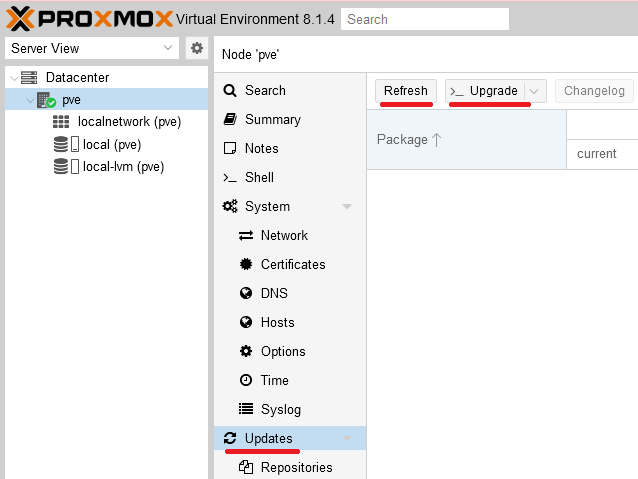 PROXMOX Virtual Environment 8.1.4 Search
Server View
Node 'pve'
Datacenter
pve
localnetwork (pve)
local (pve)
local-lvm (pve)
Search
Summary
Notes
Shell
System
Network
Certificates
DNS
Hosts
Options
Time
Syslog
Updates
Repositories
Refresh >_ Upgrade Changelog
Package ↑
current